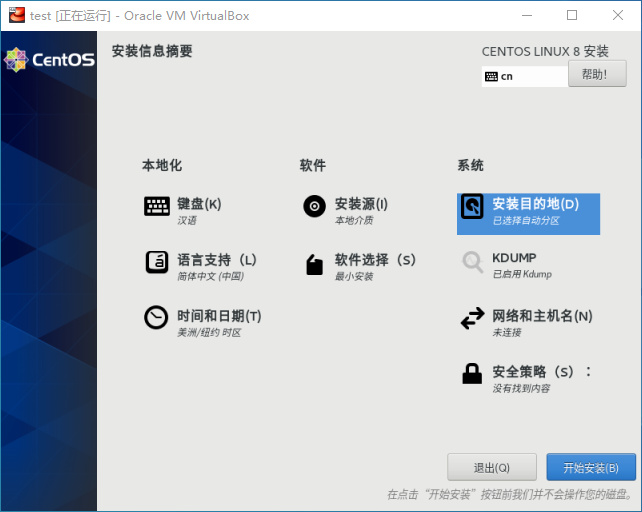 test [正在运行] - Oracle VM VirtualBox
CentOS
安装信息摘要
CENTOS LINUX 8 安装
cn
帮助!
本地化
键盘(K)
汉语
语言支持（L）
简体中文 (中国)
时间和日期(T)
美洲/纽约 时区
软件
安装源(I)
本地介质
软件选择（S）
最小安装
系统
安装目的地(D)
已选择自动分区
KDUMP
已启用 Kdump
网络和主机名(N)
未连接
安全策略（S）：
没有找到内容
退出(Q)
开始安装(B)
在点击“开始安装”按钮前我们并不会操作您的磁盘。